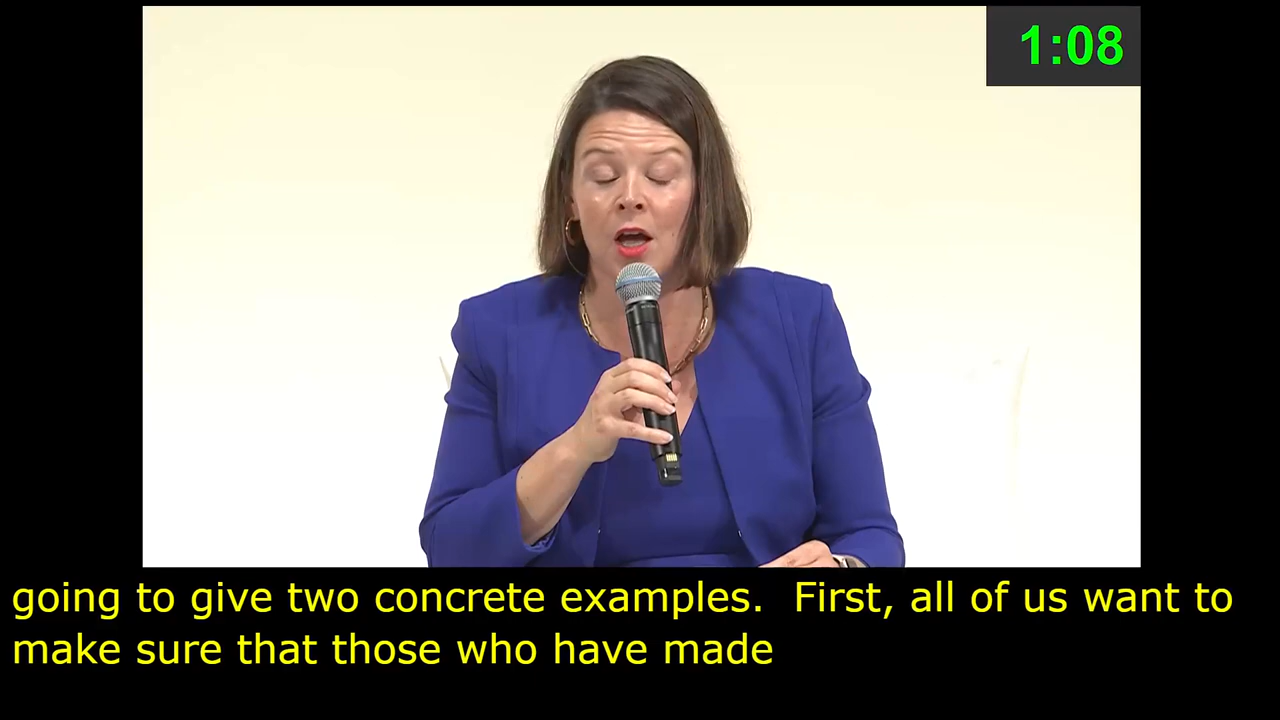 1:08
going to give two concrete examples.  First, all of us want to
make sure that those who have made